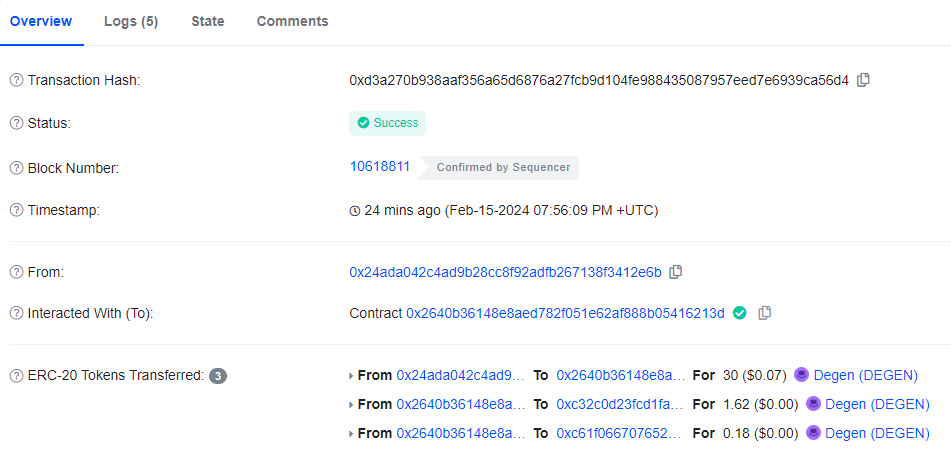 Overview Logs (5) State Comments
Transaction Hash: 0xd3a270b938aaf356a65d6876a27fcb9d104fe988435087957eed7e6939ca56d4
Status: Success
Block Number: 10618811 Confirmed by Sequencer
Timestamp: 24 mins ago (Feb-15-2024 07:56:09 PM +UTC)
From: 0x24ada042c4ad9b28cc8f92adfb267138f3412e6b
Interacted With (To): Contract 0x2640b36148e8aed782f051e62af888b05416213d
ERC-20 Tokens Transferred: 3 From 0x24ada042c4ad9... To 0x2640b36148e8a... For 30 ($0.07) Degen (DEGEN)
From 0x2640b36148e8a... To 0xc32c0d23fcd1fa... For 1.62 ($0.00) Degen (DEGEN)
From 0x2640b36148e8a... To 0xc61f066707652... For 0.18 ($0.00) Degen (DEGEN)